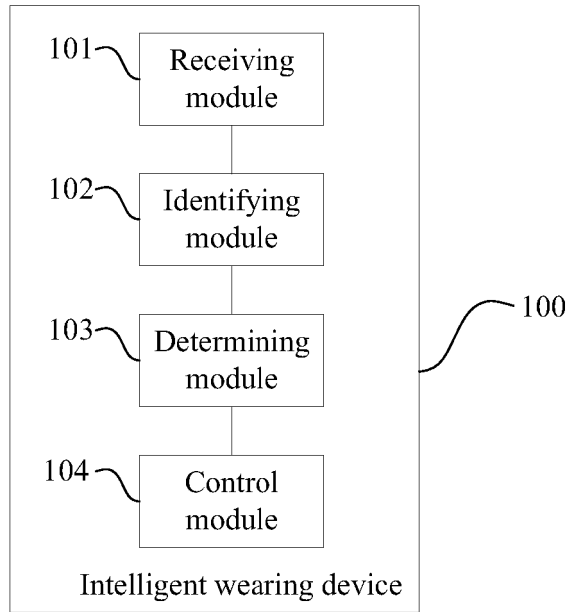 101
Receiving
module
102
Identifying
module
103
Determining
module
100
104
Control
module
Intelligent wearing device